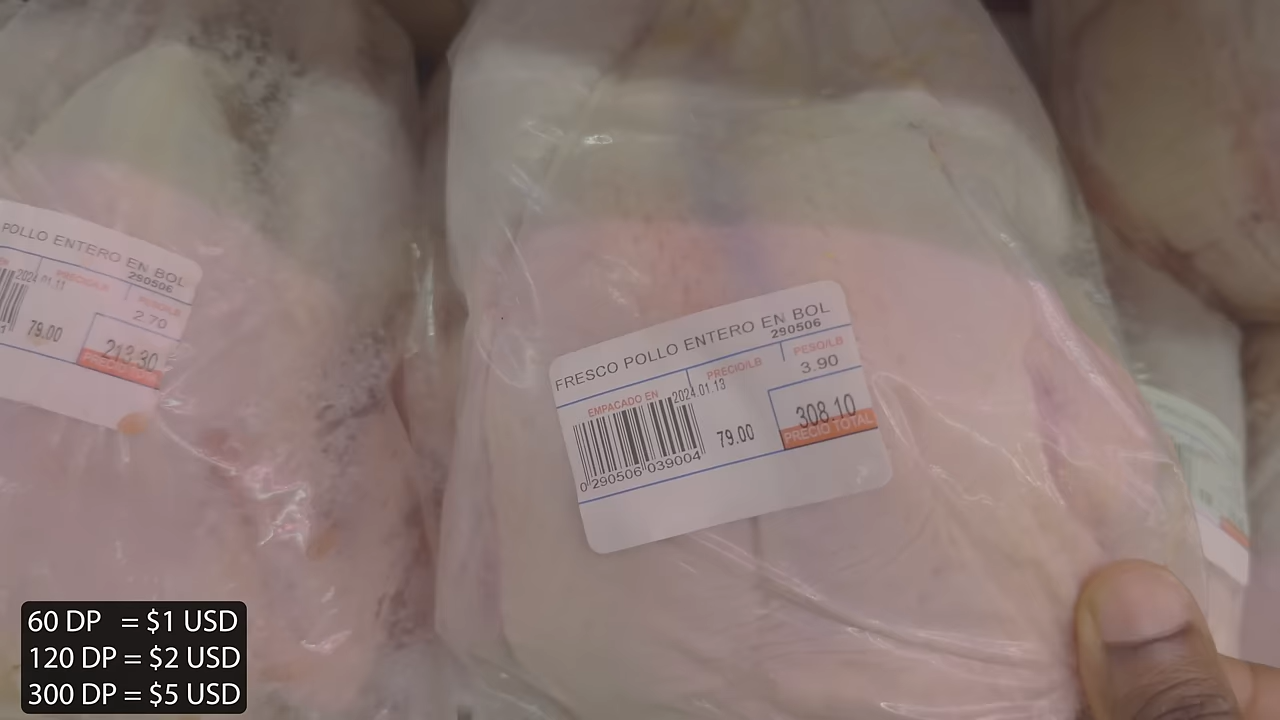 POLLO ENTERO EN BOL
290506
2024.01.11
PRECIO/LB
PESO/LB
2.70
79.00
213.30
FRESCO POLLO ENTERO EN BOL
290506
EMPACADO EN
2024.01.13
PRECIO/LB
PESO/LB
3.90
79.00
308.10
PRECIO TOTAL
0 290506 039004
60 DP = $1 USD
120 DP = $2 USD
300 DP = $5 USD